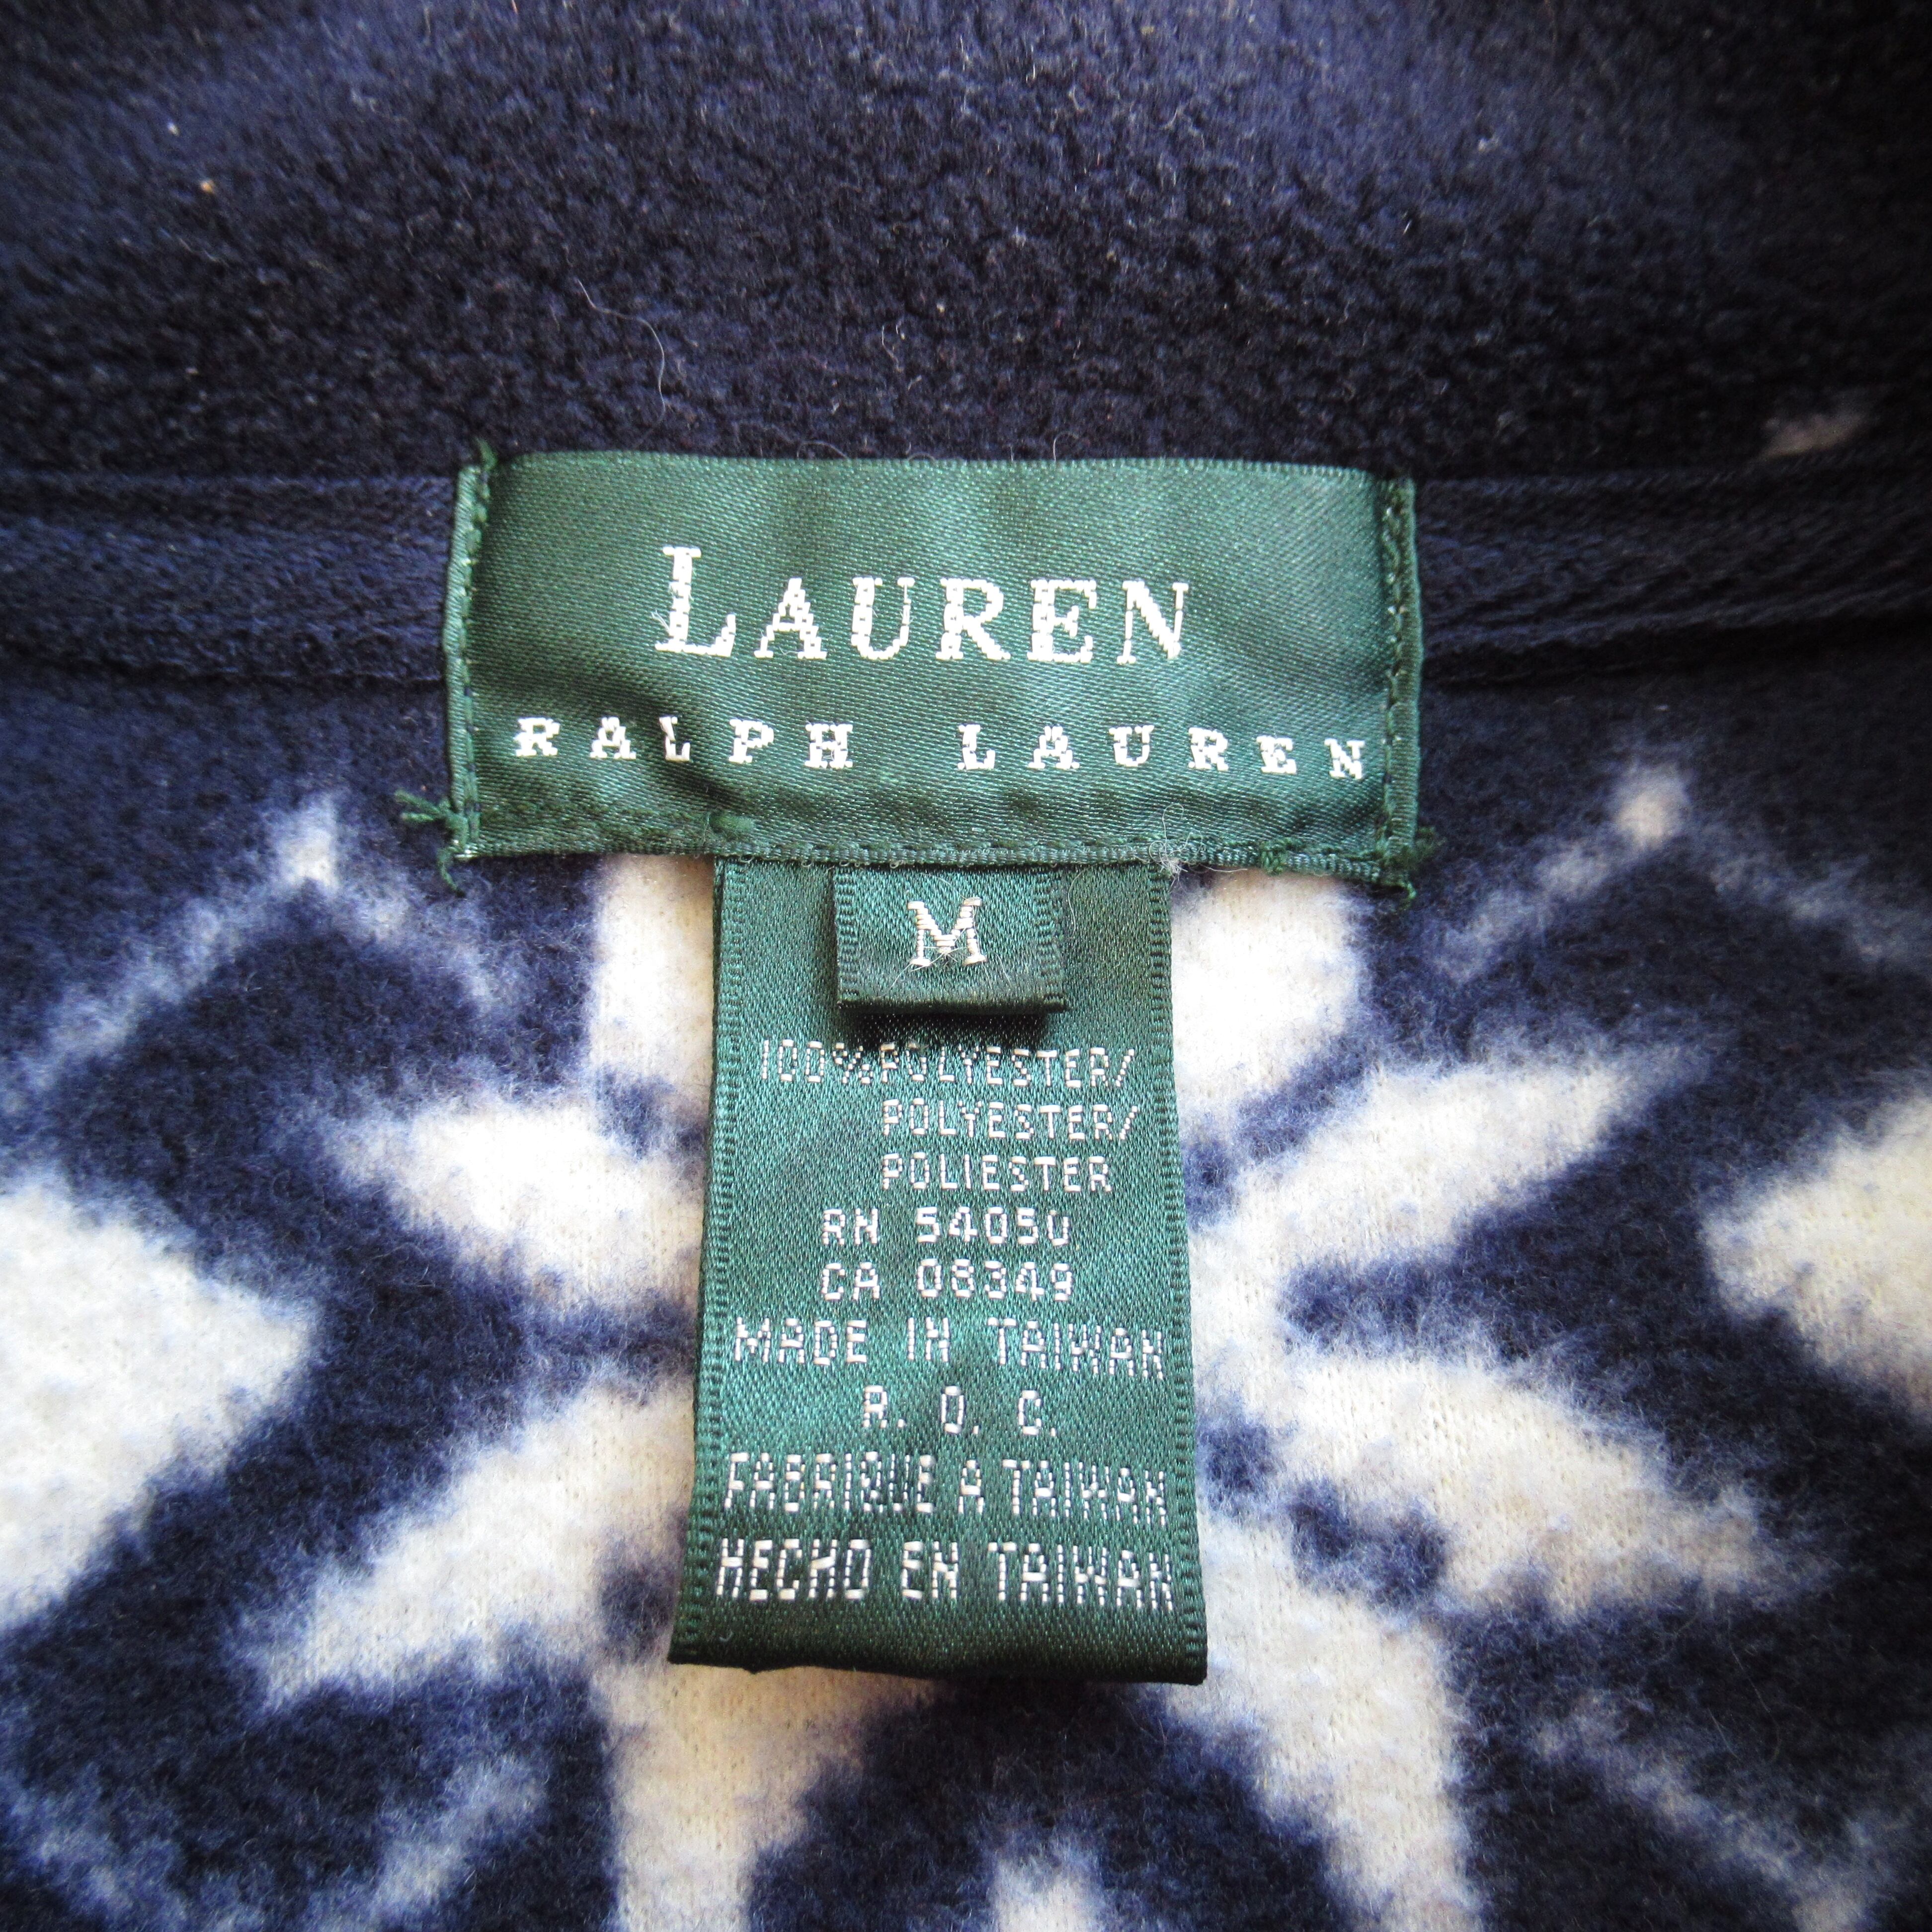 LAUREN
RALPH LAUREN
M
100% POLYESTER/
POLYESTER/
POLIESTER
RN 54050
CA 08349
MADE IN TAIWAN
R. O. C.
FABRIQUE A TAIWAN
HECHO EN TAIWAN